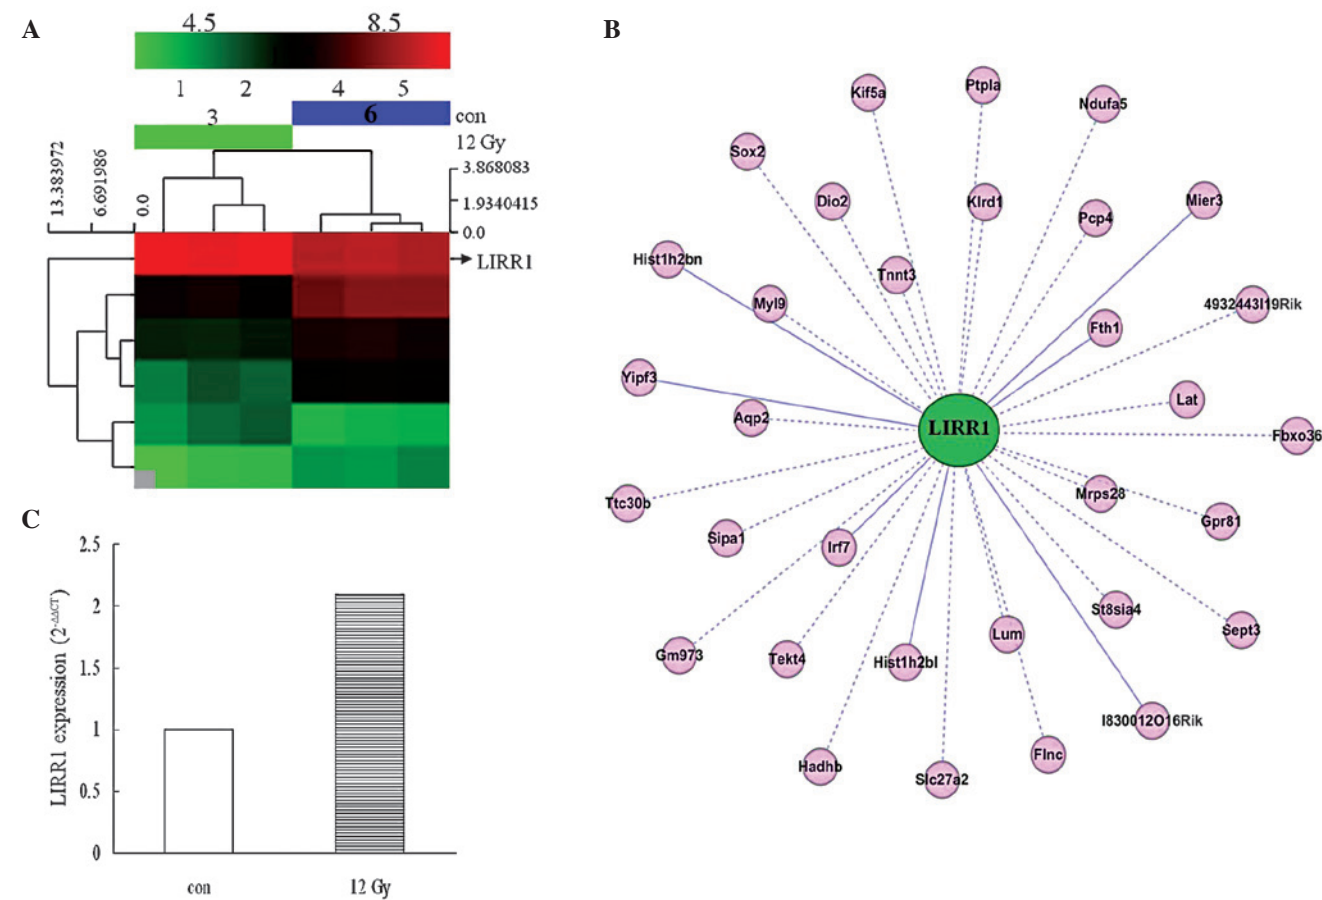 A
4.5 8.5
1 2 4 5
3 6 con
12 Gy
13.383972
6.691986
0.0
3.868083
1.9340415
0.0
LIRR1
B
Kif5a
Ptpla
Ndufa5
Sox2
Dio2
Klrd1
Pcp4
Mier3
Hist1h2bn
Tnnt3
Myl9
4932443I19Rik
Fth1
Yipf3
Aqp2
LIRR1
Lat
Fbxo36
Ttc30b
Mrps28
Gpr81
Sipa1
Irf7
St8sia4
Sept3
Gm973
Tekt4
Hist1h2bl
Lum
I830012O16Rik
Hadhb
Slc27a2
Flnc
C
LIRR1 expression (2-ΔΔCT)
2.5
2
1.5
1
0.5
0
con 12 Gy